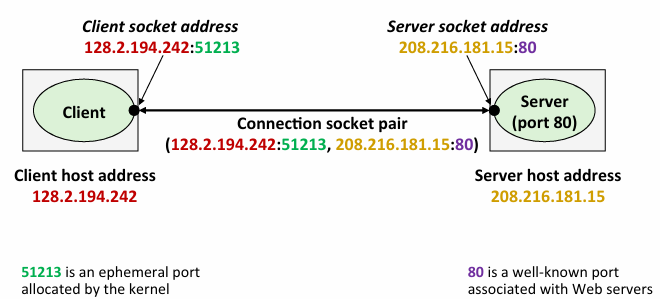 Client socket address
128.2.194.242:51213
Server socket address
208.216.181.15:80
Client
Server
(port 80)
Connection socket pair
(128.2.194.242:51213, 208.216.181.15:80)
Client host address
128.2.194.242
Server host address
208.216.181.15
51213 is an ephemeral port
allocated by the kernel
80 is a well-known port
associated with Web servers